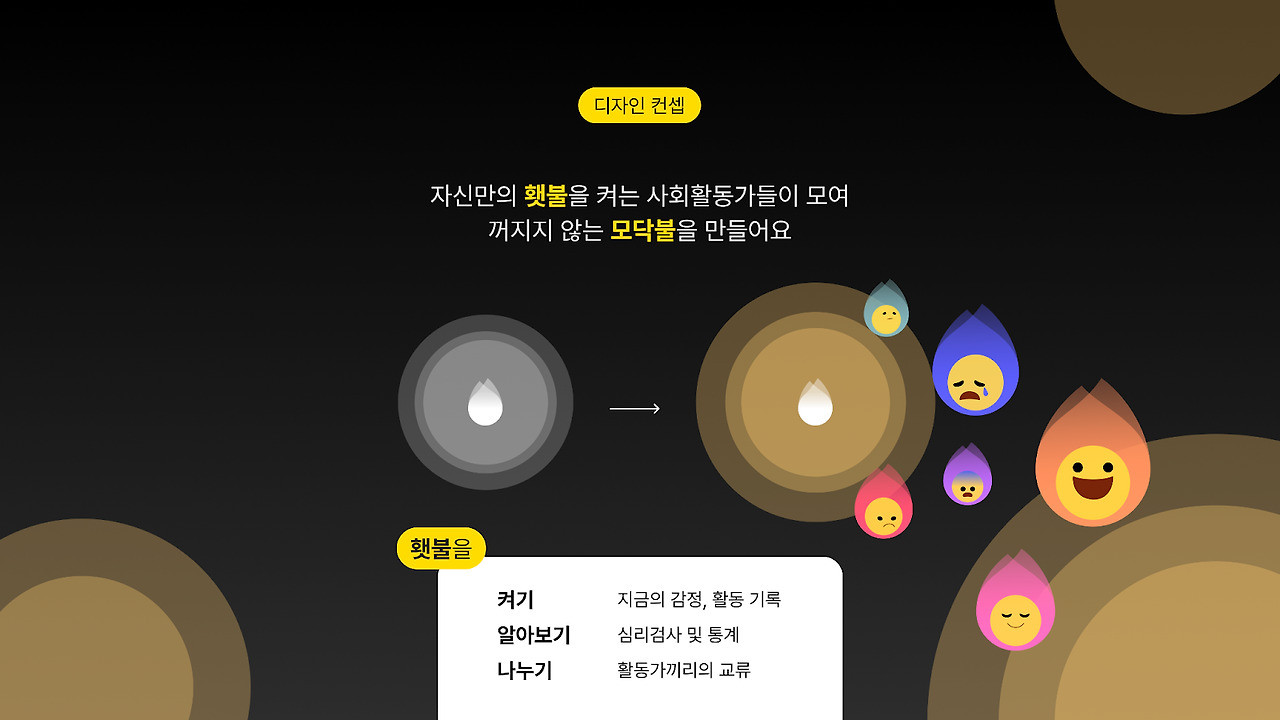 디자인 컨셉
자신만의 횃불을 켜는 사회활동가들이 모여
꺼지지 않는 모닥불을 만들어요
횃불을
켜기 지금의 감정, 활동 기록
알아보기 심리검사 및 통계
나누기 활동가끼리의 교류